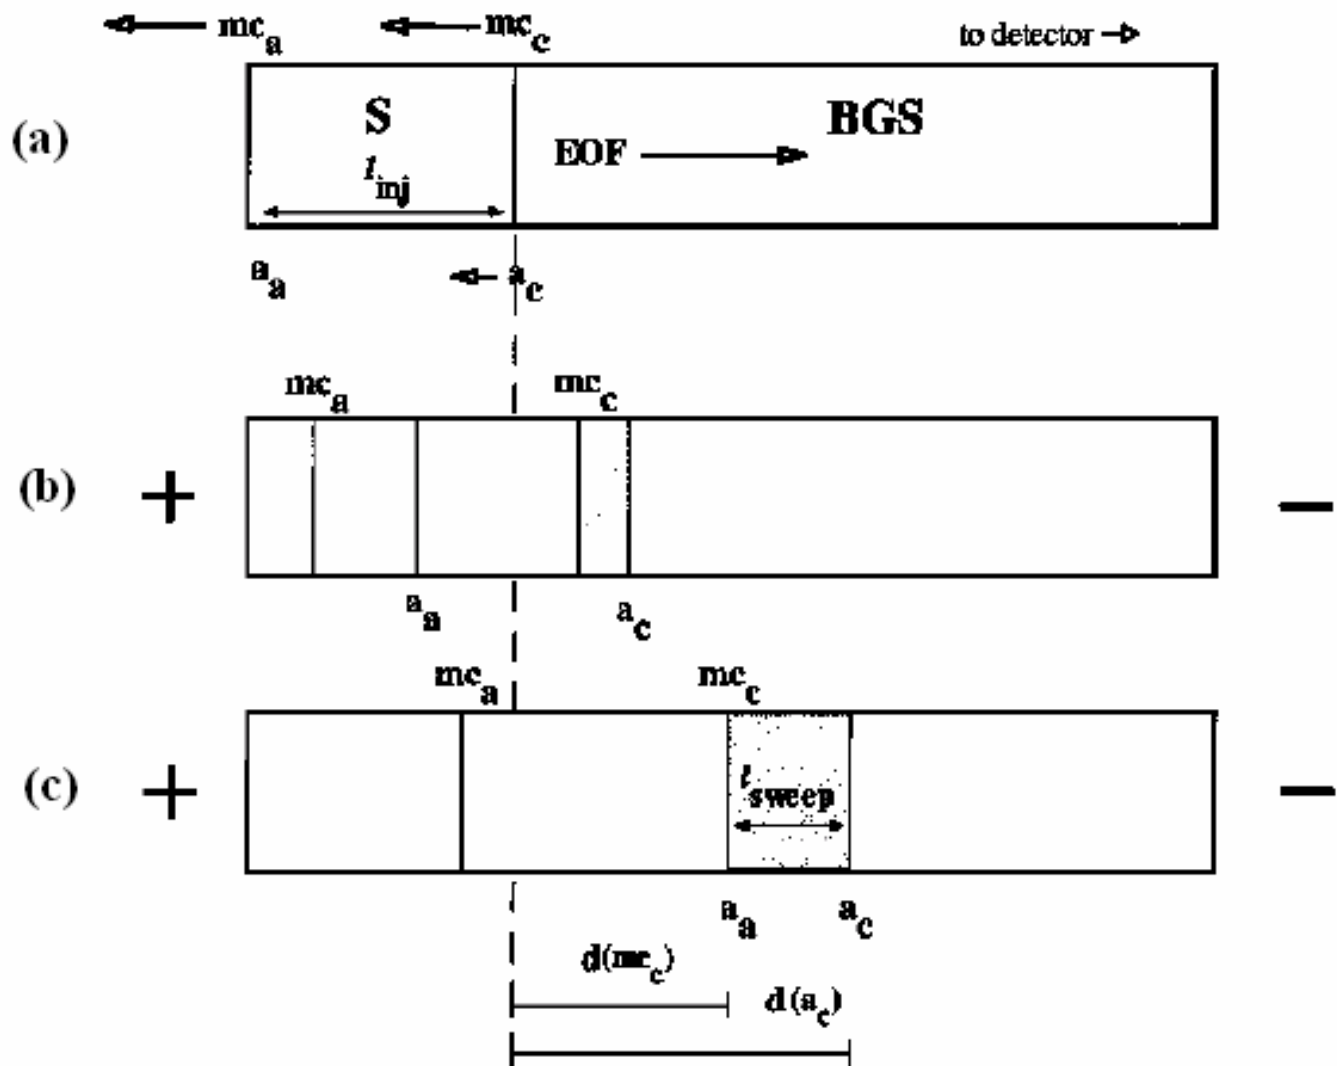 mc_a mc_c to detector
(a) S BGS
EOF
l_inj
a_a a_c
mc_a mc_c
(b) + −
a_a a_c
mc_a mc_c
(c) + −
l_sweep
a_a a_c
d(mc_c)
d(a_c)